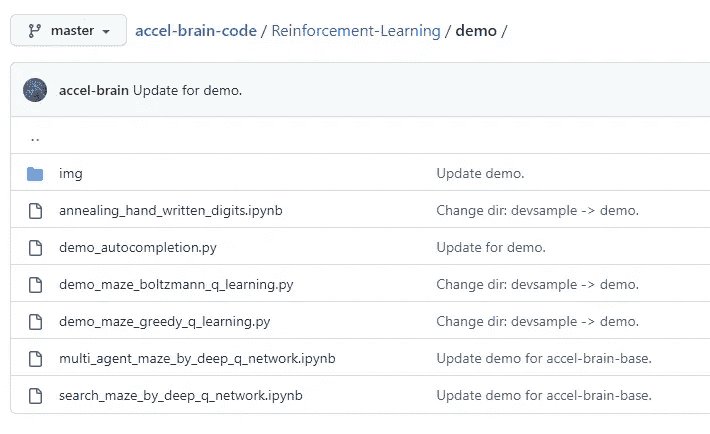 master accel-brain-code / Reinforcement-Learning / demo /
accel-brain Update for demo.
..
img Update demo.
annealing_hand_written_digits.ipynb Change dir: devsample -> demo.
demo_autocompletion.py Update for demo.
demo_maze_boltzmann_q_learning.py Change dir: devsample -> demo.
demo_maze_greedy_q_learning.py Change dir: devsample -> demo.
multi_agent_maze_by_deep_q_network.ipynb Update demo for accel-brain-base.
search_maze_by_deep_q_network.ipynb Update demo for accel-brain-base.